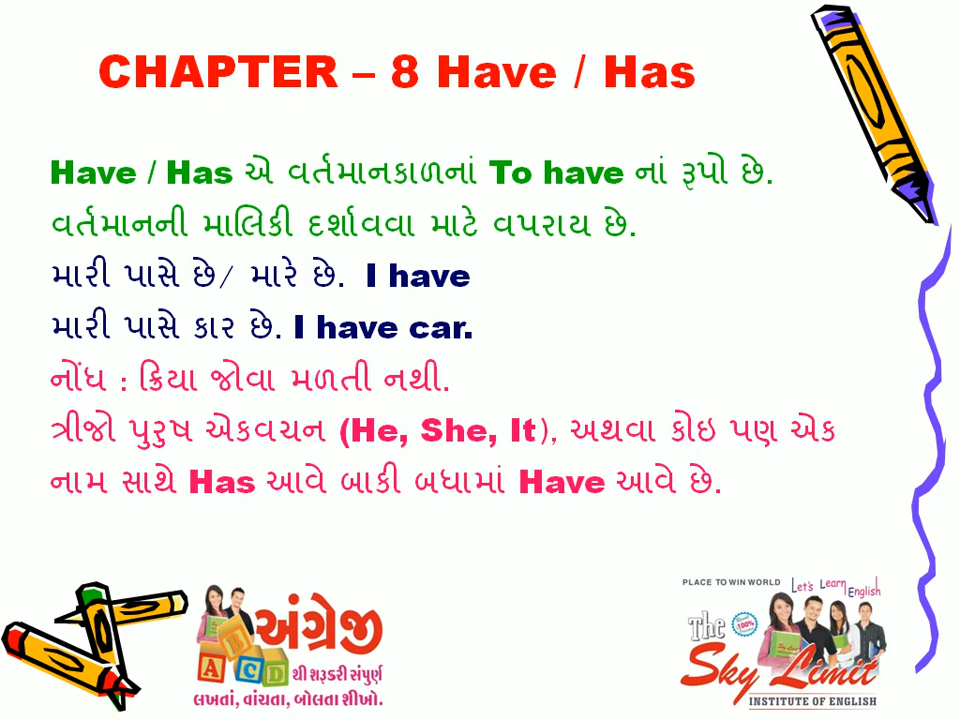 CHAPTER – 8 Have / Has
Have / Has એ વર્તમાનકાળનાં To have નાં રૂપો છે.
વર્તમાનની માલિકી દર્શાવવા માટે વપરાય છે.
મારી પાસે છે/ મારે છે. I have
મારી પાસે કાર છે. I have car.
નોંધ : ક્રિયા જોવા મળતી નથી.
ત્રીજો પુરુષ એકવચન (He, She, It), અથવા કોઇ પણ એક
નામ સાથે Has આવે બાકી બધામાં Have આવે છે.
અંગ્રેજી
A C D થી શરૂકરી સંપુર્ણ
લખતાં, વાંચતા, બોલતા શીખો.
PLACE TO WIN WORLD Let's Learn English
The
100%
Sky Limit
INSTITUTE OF ENGLISH